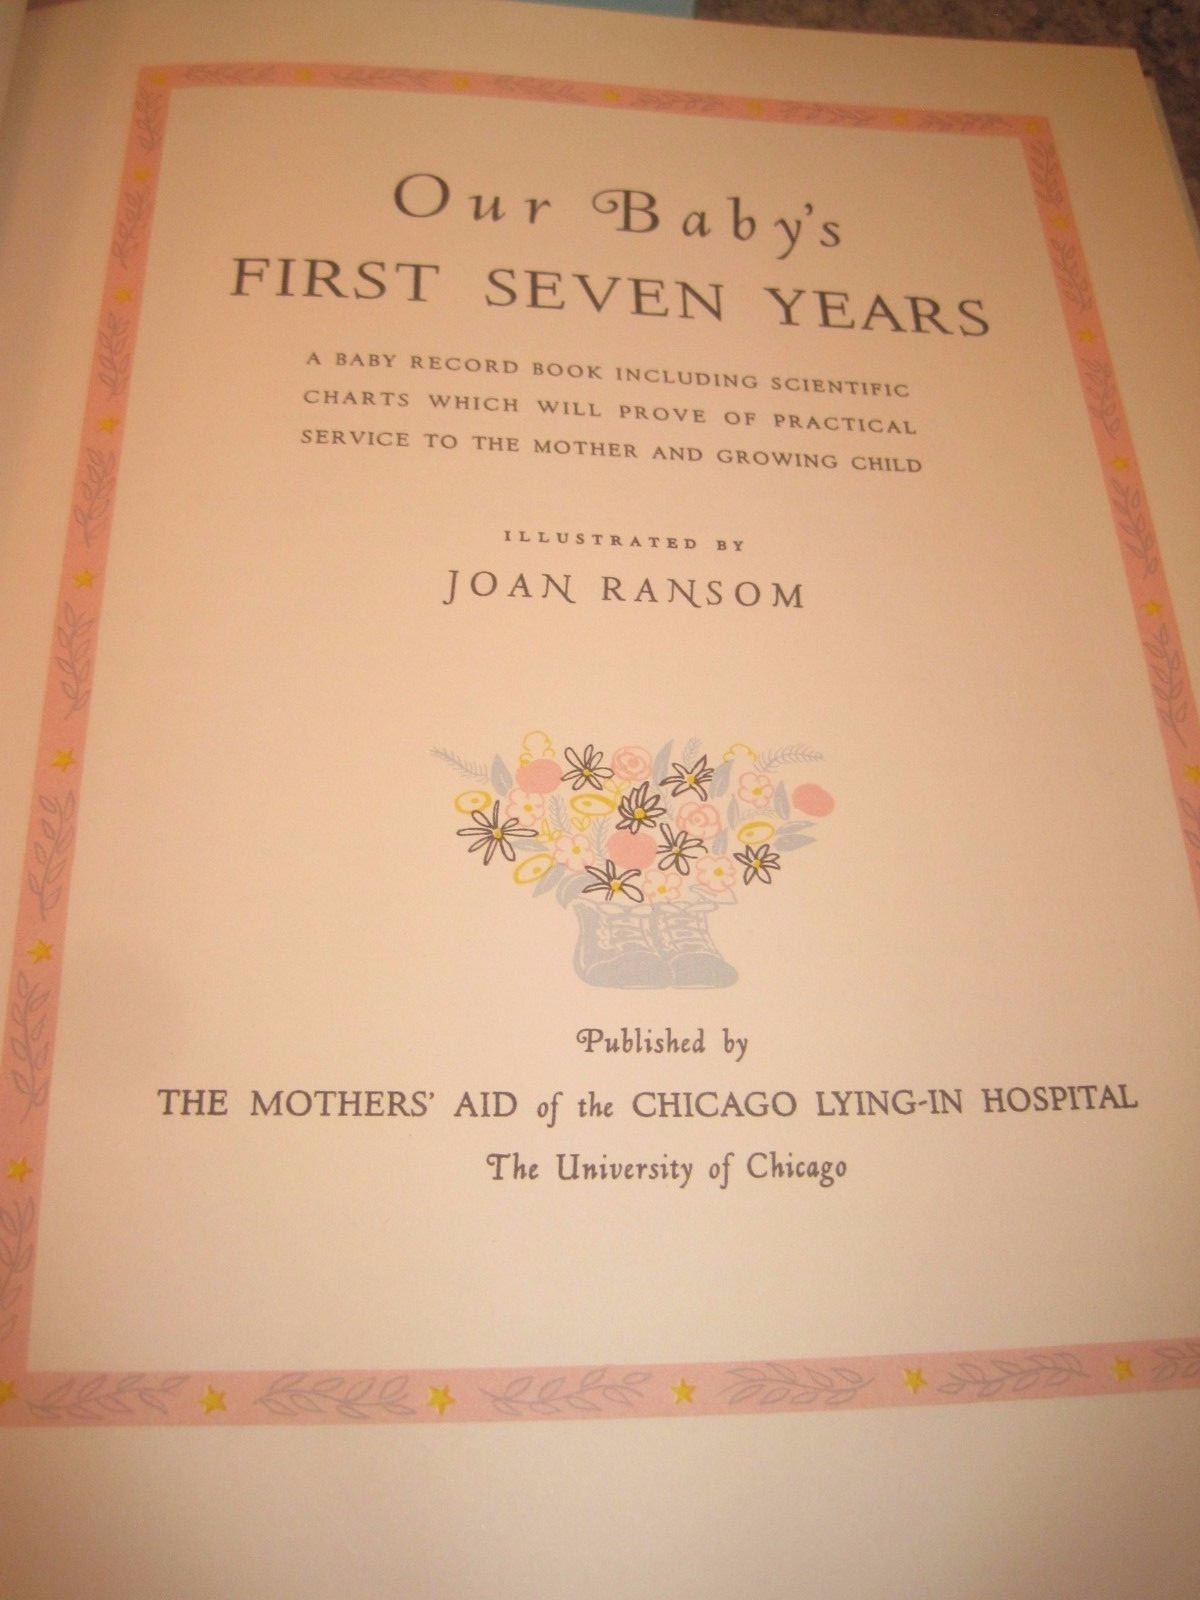 Our Baby's
FIRST SEVEN YEARS
A BABY RECORD BOOK INCLUDING SCIENTIFIC
CHARTS WHICH WILL PROVE OF PRACTICAL
SERVICE TO THE MOTHER AND GROWING CHILD
ILLUSTRATED BY
JOAN RANSOM
Published by
THE MOTHERS' AID of the CHICAGO LYING-IN HOSPITAL
The University of Chicago